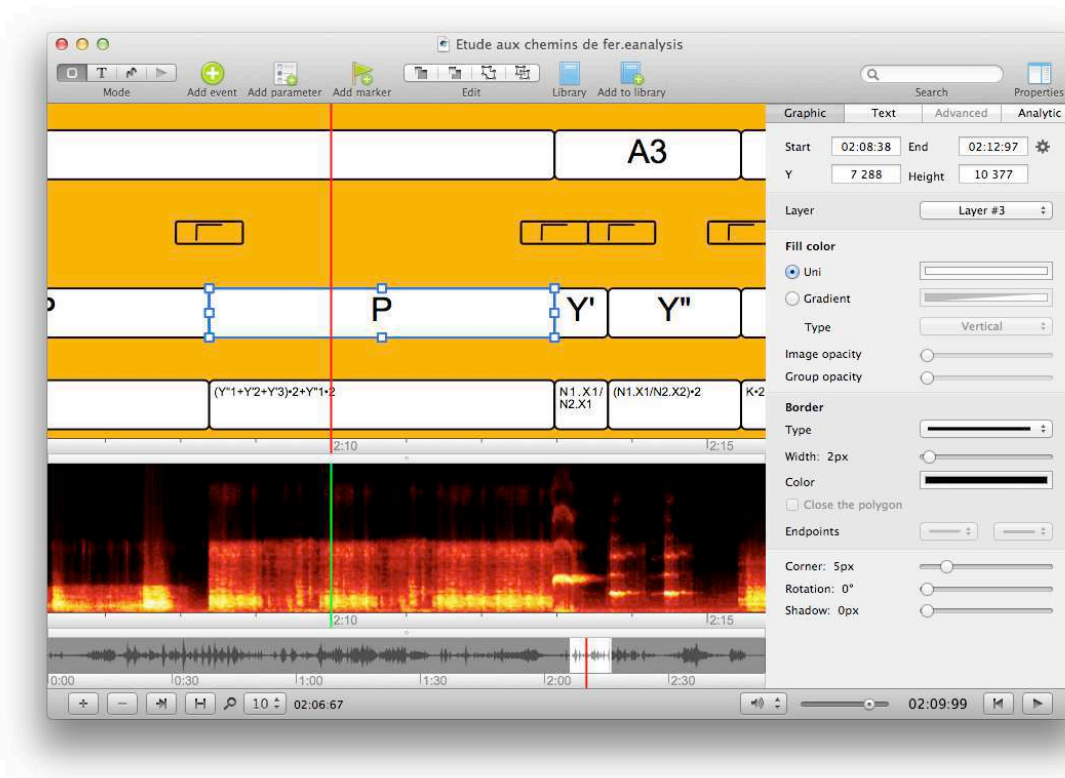 Etude aux chemins de fer.eanalysis
T
Mode
Add event
Add parameter
Add marker
Edit
Library
Add to library
Search
Properties
Graphic
Text
Advanced
Analytic
A3
P
Y'
Y"
(Y"1+Y'2+Y'3)•2+Y"1•2
N1.X1/
N2.X1
(N1.X1/N2.X2)•2
K•2
2:10
2:15
2:10
2:15
0:00
0:30
1:00
1:30
2:00
2:30
10
02:06:67
02:09:99
Start
02:08:38
End
02:12:97
Y
7 288
Height
10 377
Layer
Layer #3
Fill color
Uni
Gradient
Type
Vertical
Image opacity
Group opacity
Border
Type
Width: 2px
Color
Close the polygon
Endpoints
Corner: 5px
Rotation: 0°
Shadow: 0px